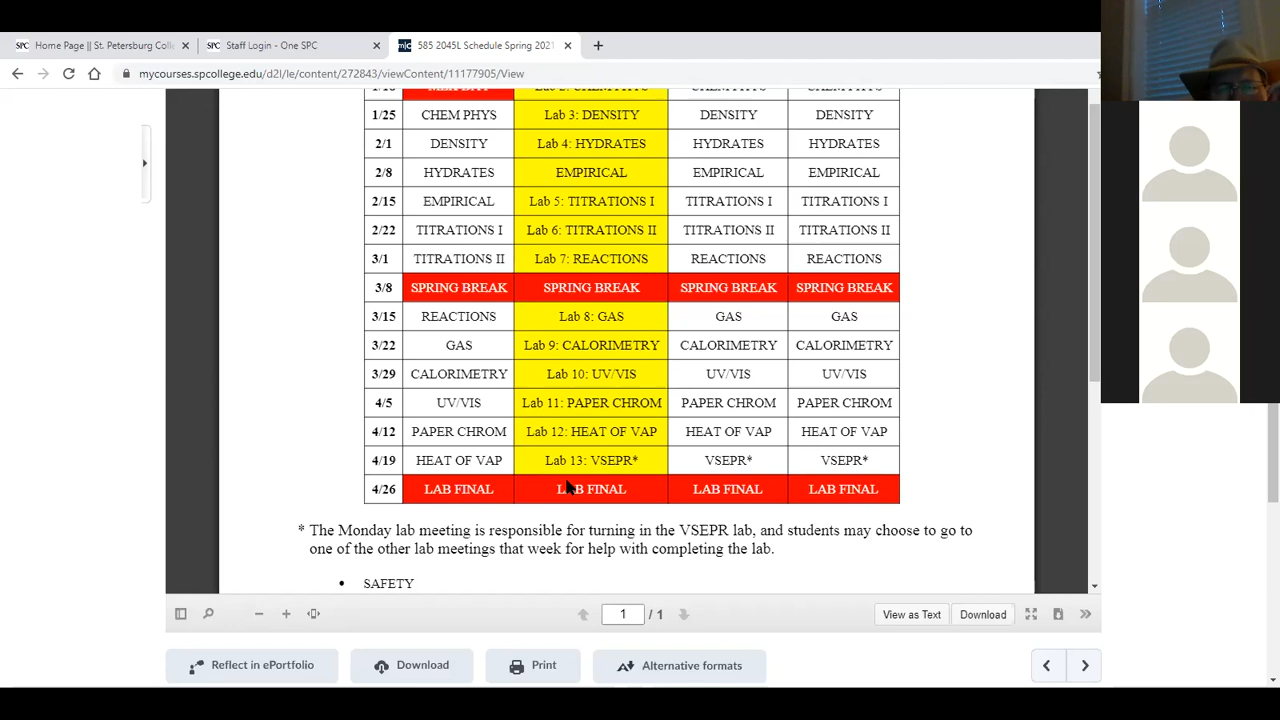 Home Page || St. Petersburg Coll
Staff Login - One SPC
585 2045L Schedule Spring 2021
mycourses.spcollege.edu/d2l/le/content/272843/viewContent/11177905/View
1/25 CHEM PHYS Lab 3: DENSITY DENSITY DENSITY
2/1 DENSITY Lab 4: HYDRATES HYDRATES HYDRATES
2/8 HYDRATES EMPIRICAL EMPIRICAL EMPIRICAL
2/15 EMPIRICAL Lab 5: TITRATIONS I TITRATIONS I TITRATIONS I
2/22 TITRATIONS I Lab 6: TITRATIONS II TITRATIONS II TITRATIONS II
3/1 TITRATIONS II Lab 7: REACTIONS REACTIONS REACTIONS
3/8 SPRING BREAK SPRING BREAK SPRING BREAK SPRING BREAK
3/15 REACTIONS Lab 8: GAS GAS GAS
3/22 GAS Lab 9: CALORIMETRY CALORIMETRY CALORIMETRY
3/29 CALORIMETRY Lab 10: UV/VIS UV/VIS UV/VIS
4/5 UV/VIS Lab 11: PAPER CHROM PAPER CHROM PAPER CHROM
4/12 PAPER CHROM Lab 12: HEAT OF VAP HEAT OF VAP HEAT OF VAP
4/19 HEAT OF VAP Lab 13: VSEPR* VSEPR* VSEPR*
4/26 LAB FINAL LAB FINAL LAB FINAL LAB FINAL
* The Monday lab meeting is responsible for turning in the VSEPR lab, and students may choose to go to
one of the other lab meetings that week for help with completing the lab.
• SAFETY
1 / 1 View as Text Download
Reflect in ePortfolio Download Print Alternative formats